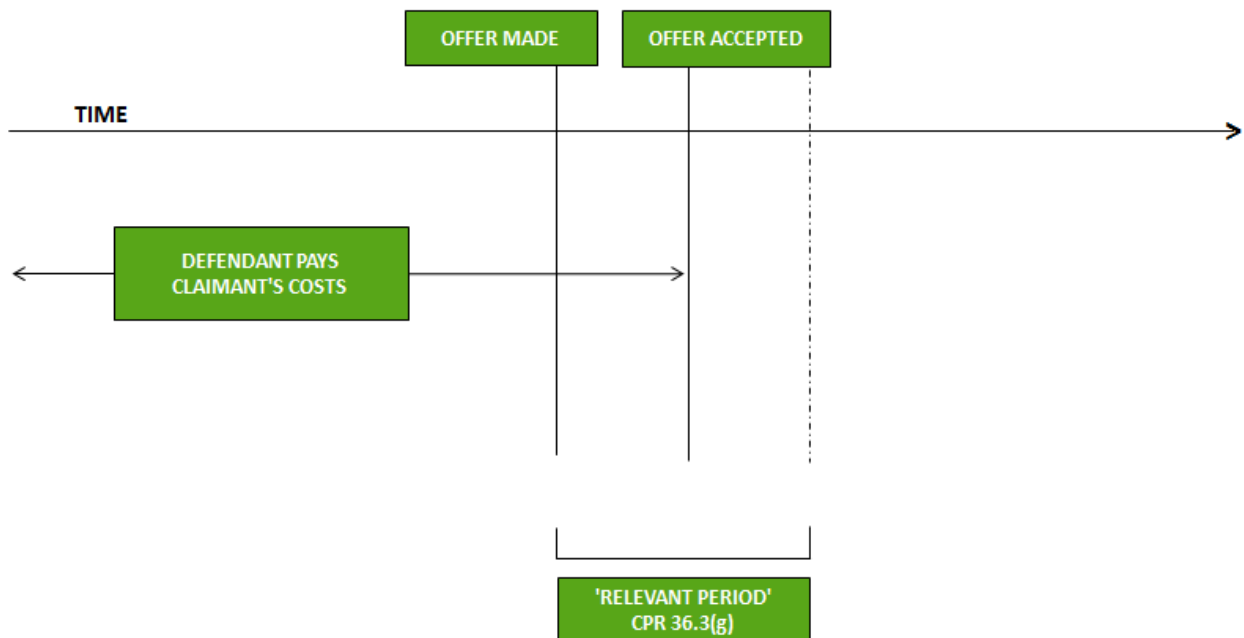 OFFER MADE
OFFER ACCEPTED
TIME
DEFENDANT PAYS
CLAIMANT'S COSTS
'RELEVANT PERIOD'
CPR 36.3(g)